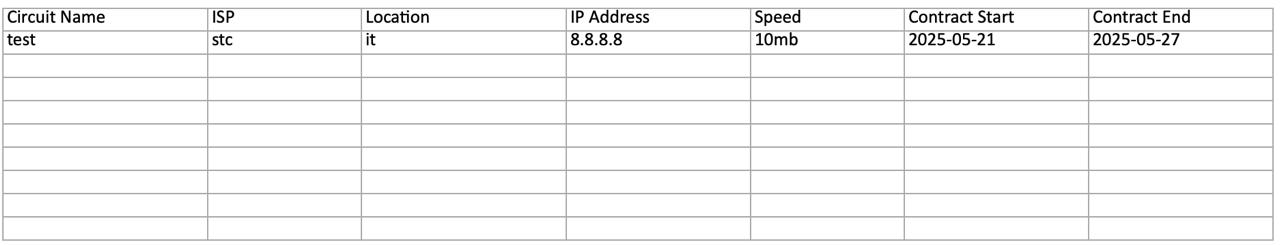 Circuit Name ISP Location IP Address Speed Contract Start Contract End
test stc it 8.8.8.8 10mb 2025-05-21 2025-05-27